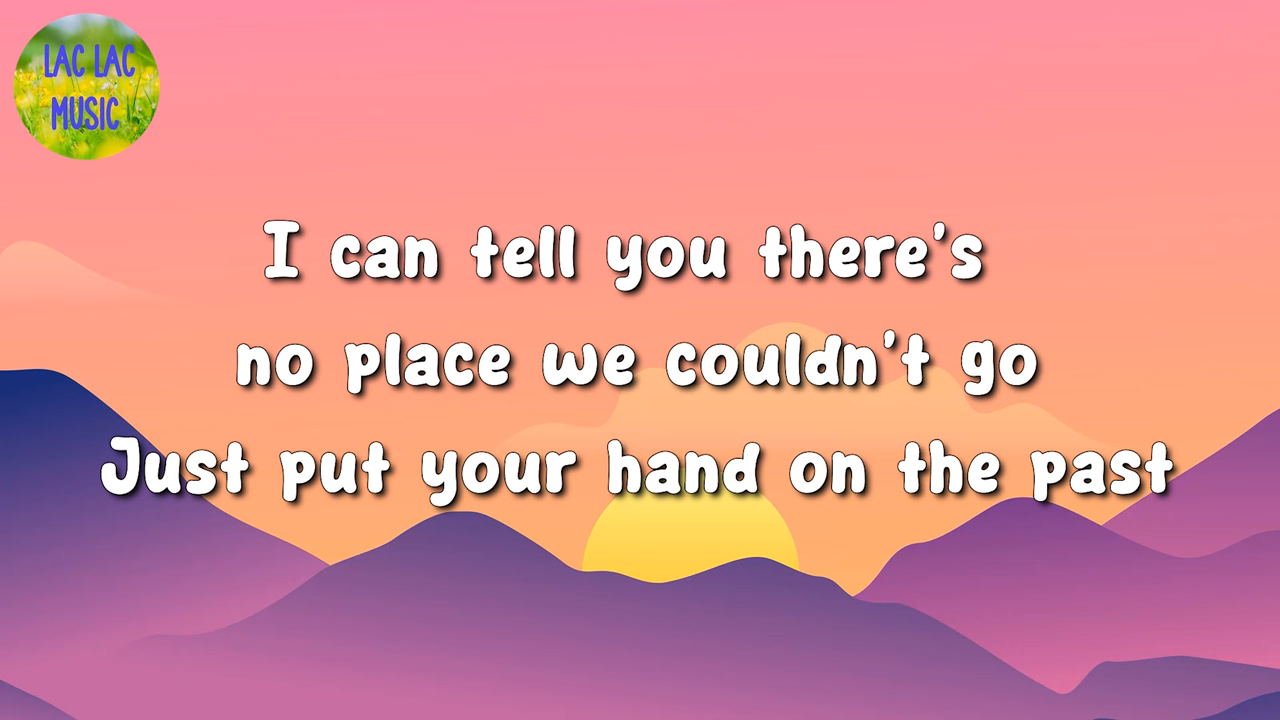 LAC LAC
MUSIC
I can tell you there's
no place we couldn't go
Just put your hand on the past